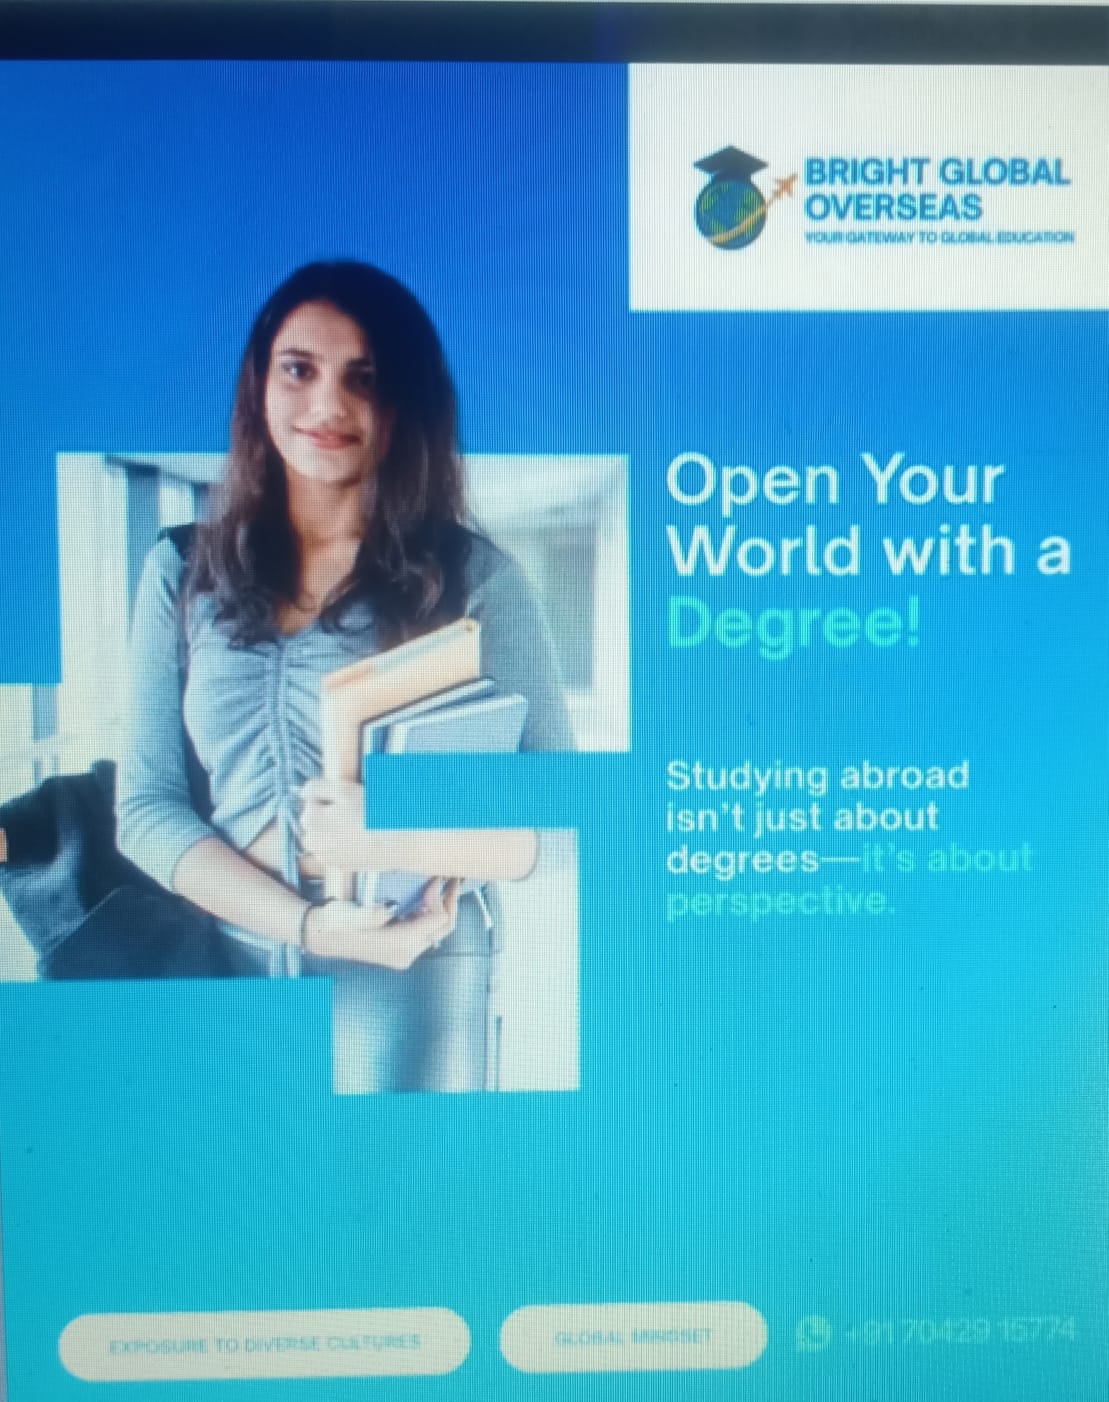 BRIGHT GLOBAL
OVERSEAS
YOUR GATEWAY TO GLOBAL EDUCATION
Open Your
World with a
Degree!
Studying abroad
isn't just about
degrees—it's about
perspective.
EXPOSURE TO DIVERSE CULTURES
GLOBAL MINDSET
+91 70429 15774